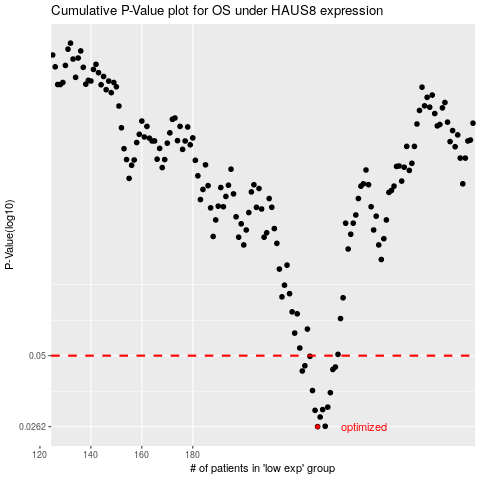 Cumulative P-Value plot for OS under HAUS8 expression
P-Value(log10)
0.05
0.0262
optimized
120 140 160 180
# of patients in 'low exp' group